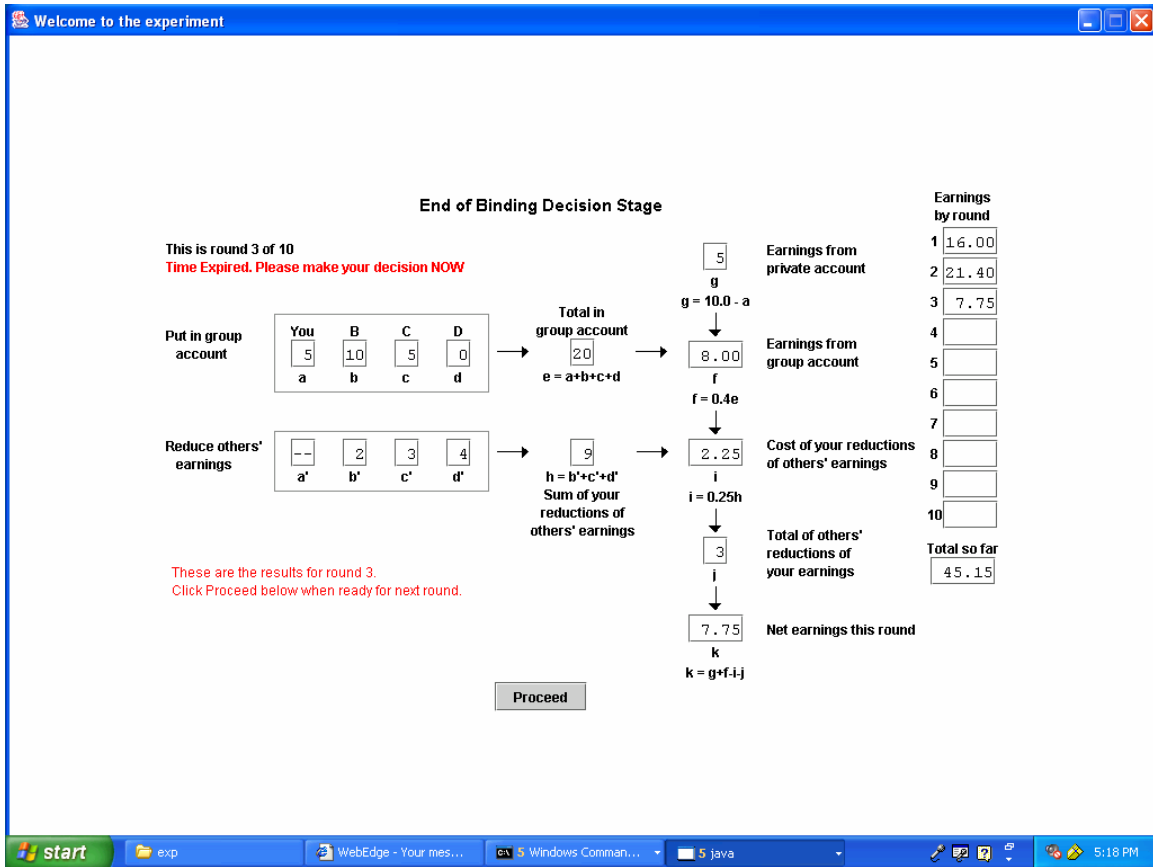 Welcome to the experiment
End of Binding Decision Stage
This is round 3 of 10
Time Expired. Please make your decision NOW
Put in group
account
You B C D
5 10 5 0
a b c d
Total in
group account
20
e = a+b+c+d
5
g
g = 10.0 - a
Earnings from
private account
8.00
f
f = 0.4e
Earnings from
group account
Reduce others'
earnings
-- 2 3 4
a' b' c' d'
9
h = b'+c'+d'
Sum of your
reductions of
others' earnings
2.25
i
i = 0.25h
Cost of your reductions
of others' earnings
3
j
Total of others'
reductions of
your earnings
7.75
k
k = g+f-i-j
Net earnings this round
These are the results for round 3.
Click Proceed below when ready for next round.
Proceed
Earnings
by round
1 16.00
2 21.40
3 7.75
4
5
6
7
8
9
10
Total so far
45.15
start
exp
WebEdge - Your mes...
5 Windows Comman...
5 java
5:18 PM